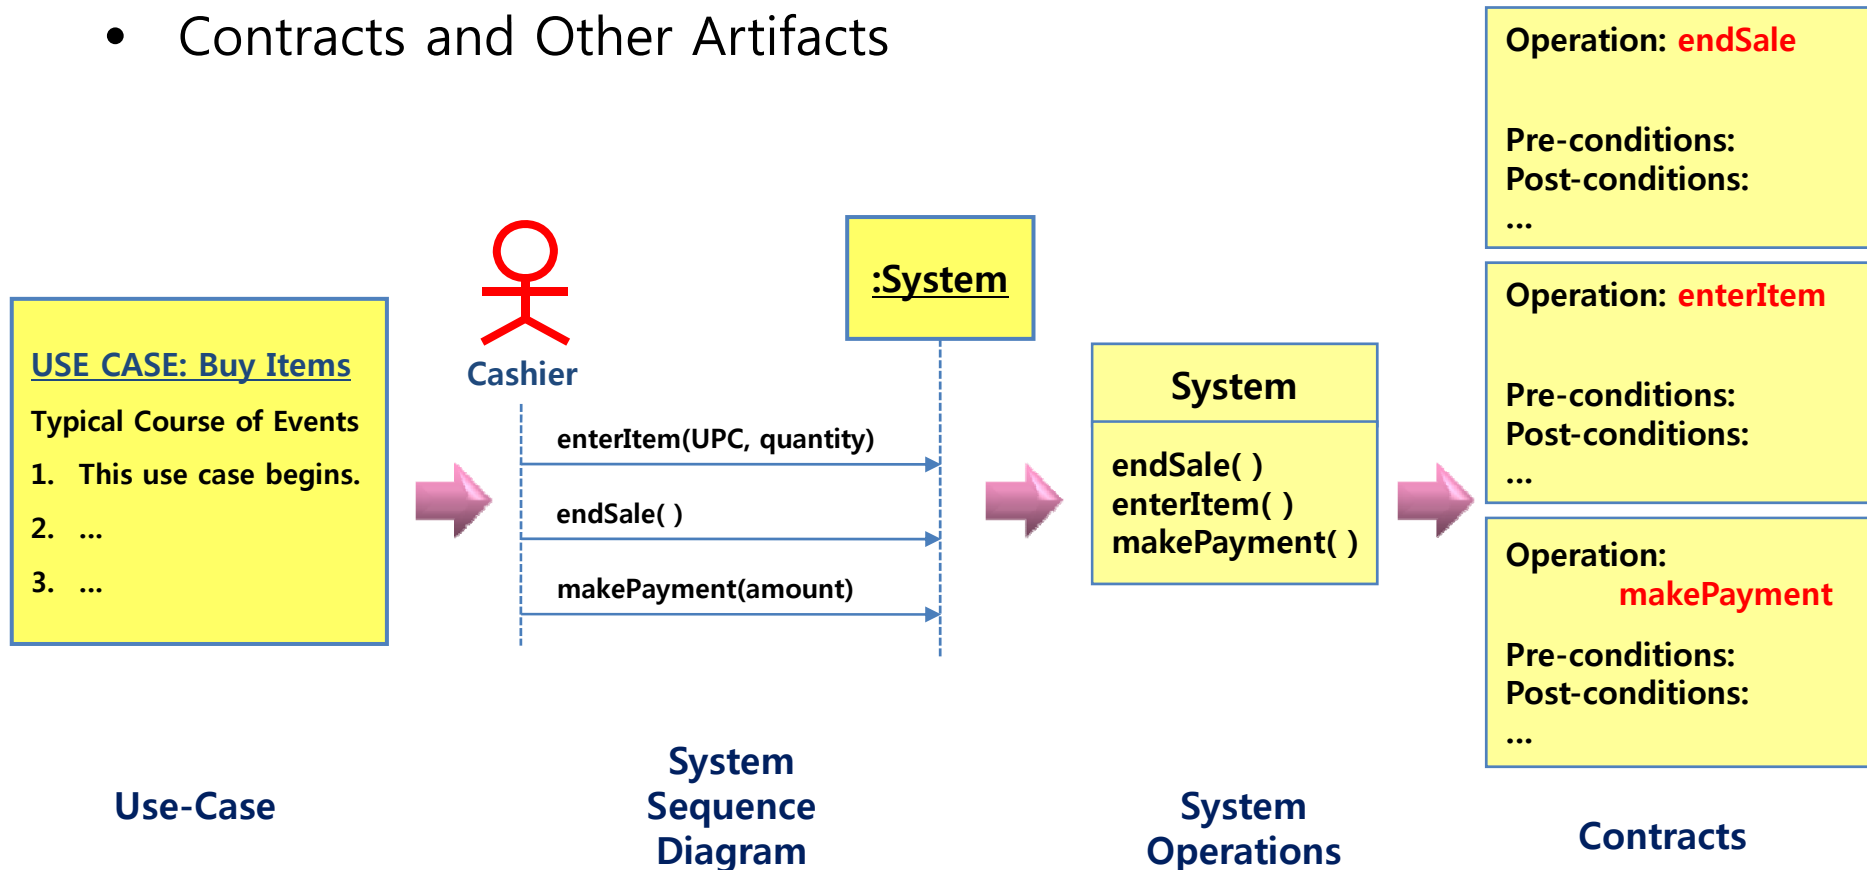 • Contracts and Other Artifacts
USE CASE: Buy Items
Typical Course of Events
1. This use case begins.
2. ...
3. ...
Use-Case
Cashier
:System
enterItem(UPC, quantity)
endSale( )
makePayment(amount)
System
Sequence
Diagram
System
endSale( )
enterItem( )
makePayment( )
System
Operations
Operation: endSale
Pre-conditions:
Post-conditions:
...
Operation: enterItem
Pre-conditions:
Post-conditions:
...
Operation:
makePayment
Pre-conditions:
Post-conditions:
...
Contracts